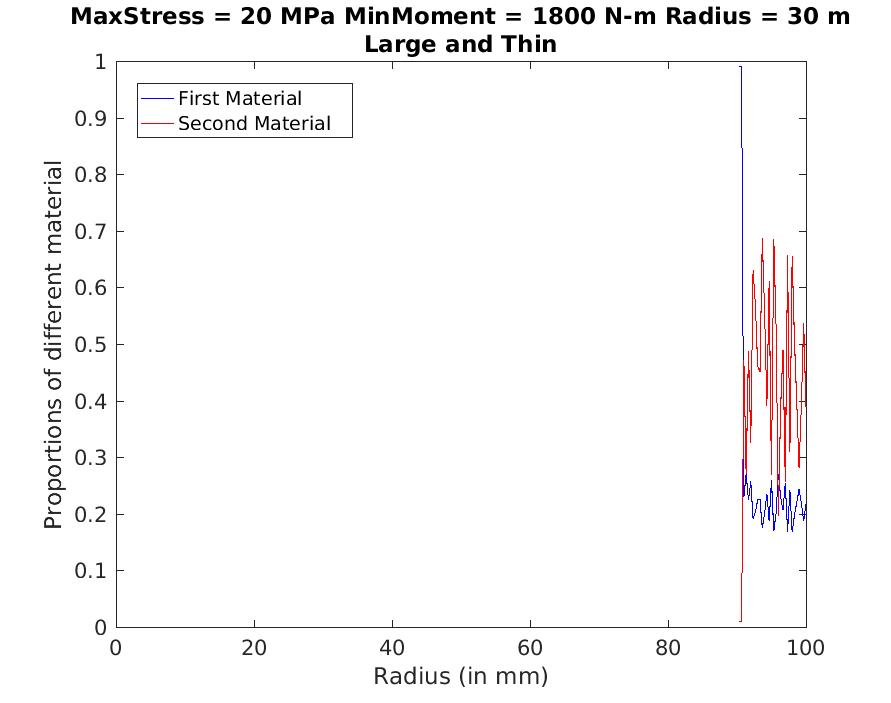 MaxStress = 20 MPa MinMoment = 1800 N-m Radius = 30 m
Large and Thin
1
First Material
Second Material
0.9
0.8
0.7
0.6
0.5
0.4
0.3
0.2
0.1
0
Proportions of different material
0
20
40
60
80
100
Radius (in mm)